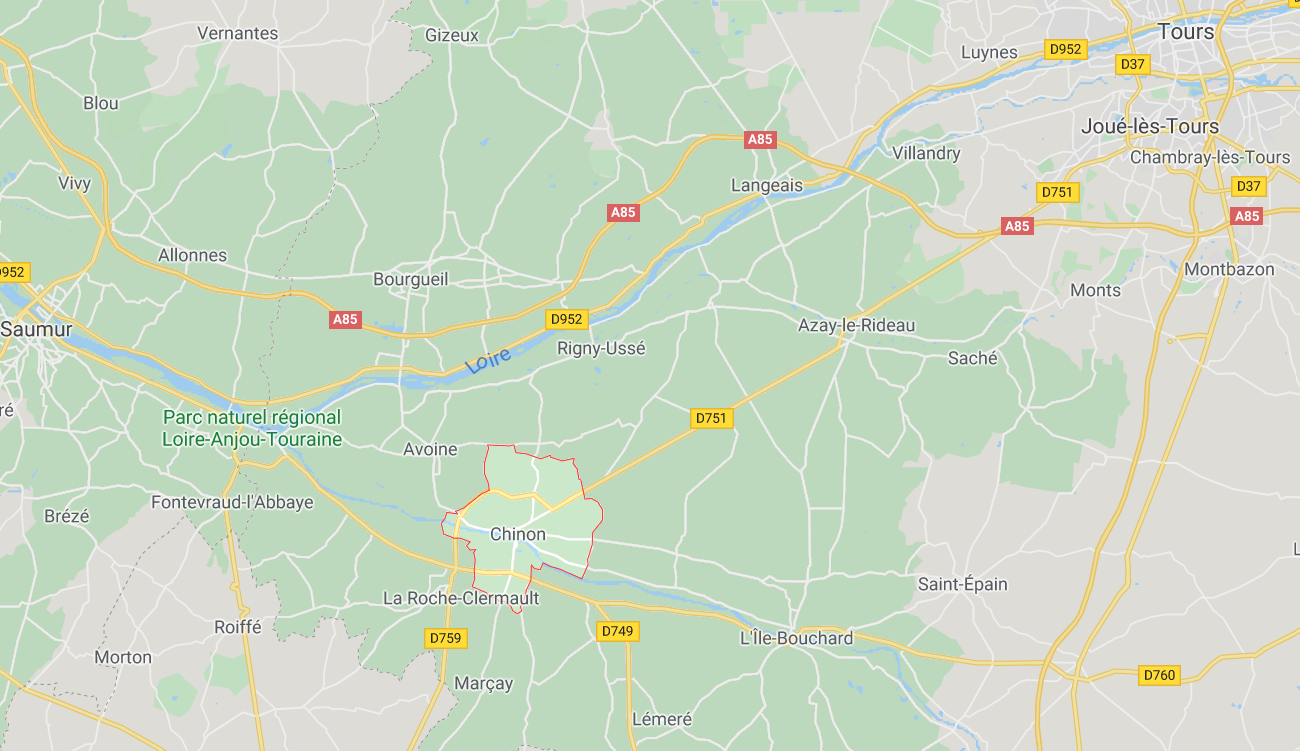 Vernantes
Gizeux
Tours
Luynes
D952
D37
Blou
Joué-lès-Tours
A85
Villandry
Chambray-lès-Tours
Vivy
Langeais
D751
D37
A85
A85
A85
Allonnes
D952
Bourgueil
Montbazon
Monts
A85
D952
Saumur
Azay-le-Rideau
Rigny-Ussé
Loire
Saché
Parc naturel régional
Loire-Anjou-Touraine
D751
Avoine
Fontevraud-l'Abbaye
Brézé
Chinon
La Roche-Clermault
Saint-Épain
Roiffé
D759
D749
L'Île-Bouchard
Morton
D760
Marçay
Lémeré